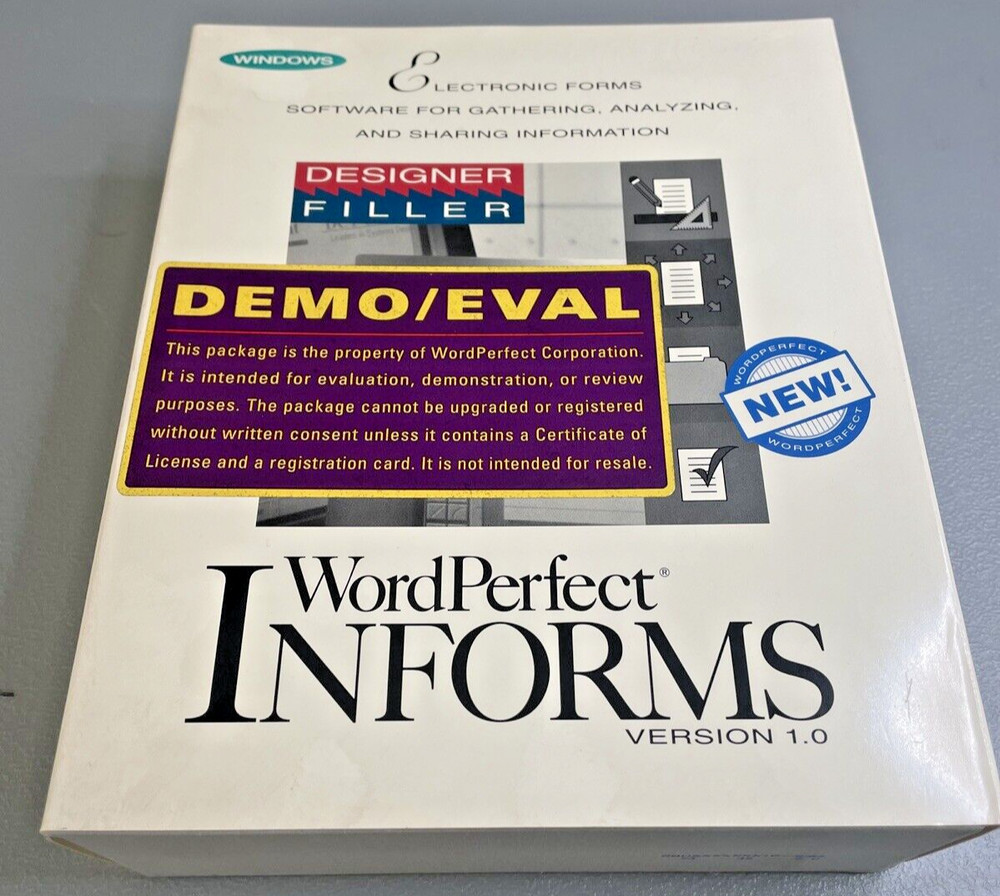 WINDOWS
ELECTRONIC FORMS
SOFTWARE FOR GATHERING, ANALYZING,
AND SHARING INFORMATION
DESIGNER
FILLER
DEMO/EVAL
This package is the property of WordPerfect Corporation.
It is intended for evaluation, demonstration, or review
purposes. The package cannot be upgraded or registered
without written consent unless it contains a Certificate of
License and a registration card. It is not intended for resale.
WORDPERFECT
NEW!
WORDPERFECT
WordPerfect®
INFORMS
VERSION 1.0